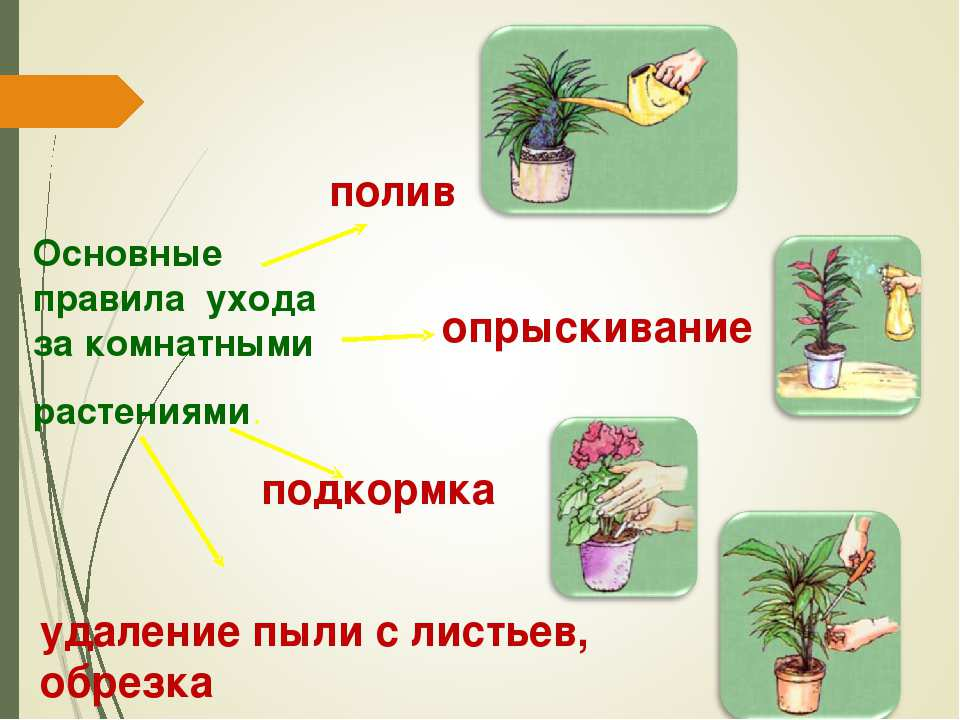 полив
Основные
правила ухода
за комнатными
растениями.
опрыскивание
подкормка
удаление пыли с листьев,
обрезка